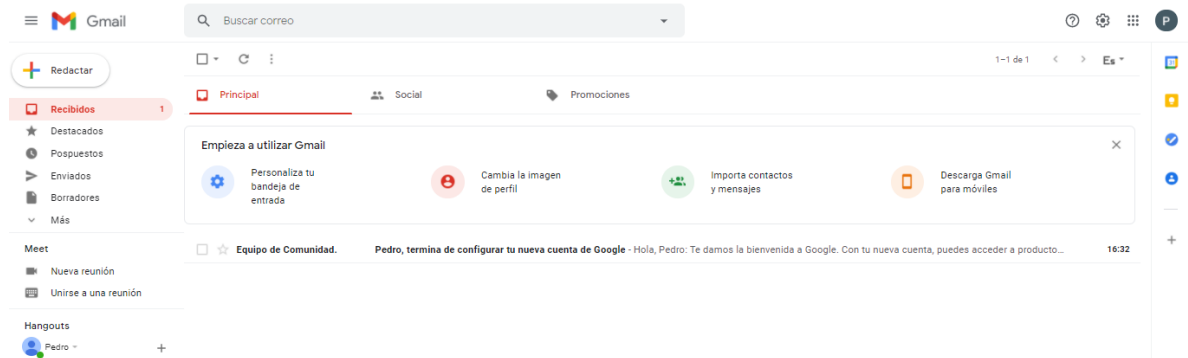 Gmail
Buscar correo
P
Redactar
1–1 de 1
Es
31
Principal
Social
Promociones
Recibidos 1
Destacados
Pospuestos
Enviados
Borradores
Más
Empieza a utilizar Gmail
Personaliza tu
bandeja de
entrada
Cambia la imagen
de perfil
Importa contactos
y mensajes
Descarga Gmail
para móviles
Equipo de Comunidad. Pedro, termina de configurar tu nueva cuenta de Google - Hola, Pedro: Te damos la bienvenida a Google. Con tu nueva cuenta, puedes acceder a producto... 16:32
Meet
Nueva reunión
Unirse a una reunión
Hangouts
Pedro